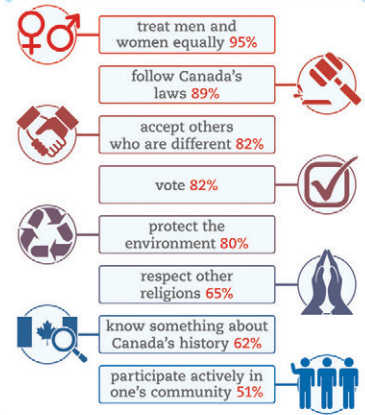 treat men and
women equally 95%
follow Canada's
laws 89%
accept others
who are different 82%
vote 82%
protect the
environment 80%
respect other
religions 65%
know something about
Canada's history 62%
participate actively in
one's community 51%